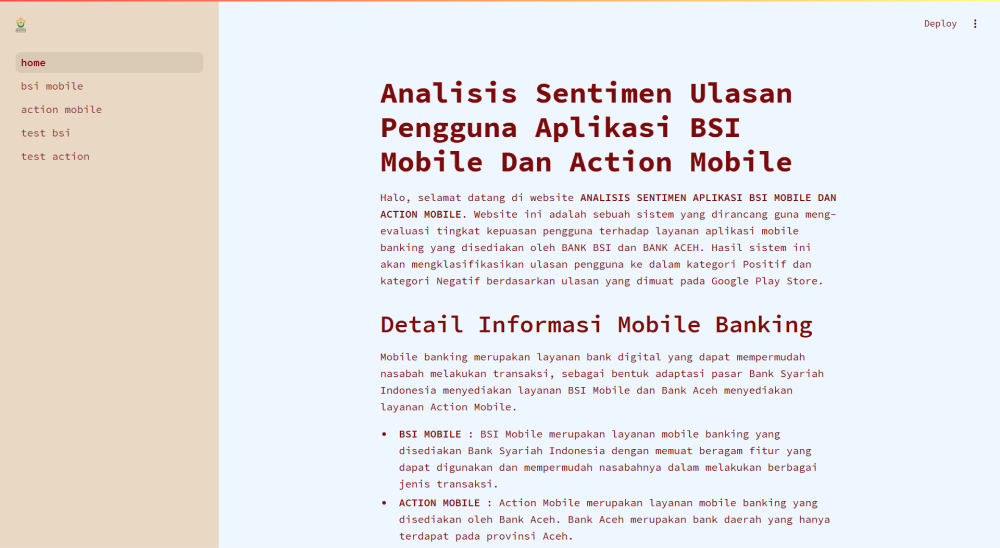 Deploy
home
bsi mobile
action mobile
test bsi
test action
Analisis Sentimen Ulasan
Pengguna Aplikasi BSI
Mobile Dan Action Mobile
Halo, selamat datang di website ANALISIS SENTIMEN APLIKASI BSI MOBILE DAN
ACTION MOBILE. Website ini adalah sebuah sistem yang dirancang guna meng-
evaluasi tingkat kepuasan pengguna terhadap layanan aplikasi mobile
banking yang disediakan oleh BANK BSI dan BANK ACEH. Hasil sistem ini
akan mengklasifikasikan ulasan pengguna ke dalam kategori Positif dan
kategori Negatif berdasarkan ulasan yang dimuat pada Google Play Store.
Detail Informasi Mobile Banking
Mobile banking merupakan layanan bank digital yang dapat mempermudah
nasabah melakukan transaksi, sebagai bentuk adaptasi pasar Bank Syariah
Indonesia menyediakan layanan BSI Mobile dan Bank Aceh menyediakan
layanan Action Mobile.
• BSI MOBILE : BSI Mobile merupakan layanan mobile banking yang
disediakan Bank Syariah Indonesia dengan memuat beragam fitur yang
dapat digunakan dan mempermudah nasabahnya dalam melakukan berbagai
jenis transaksi.
• ACTION MOBILE : Action Mobile merupakan layanan mobile banking yang
disediakan oleh Bank Aceh. Bank Aceh merupakan bank daerah yang hanya
terdapat pada provinsi Aceh.